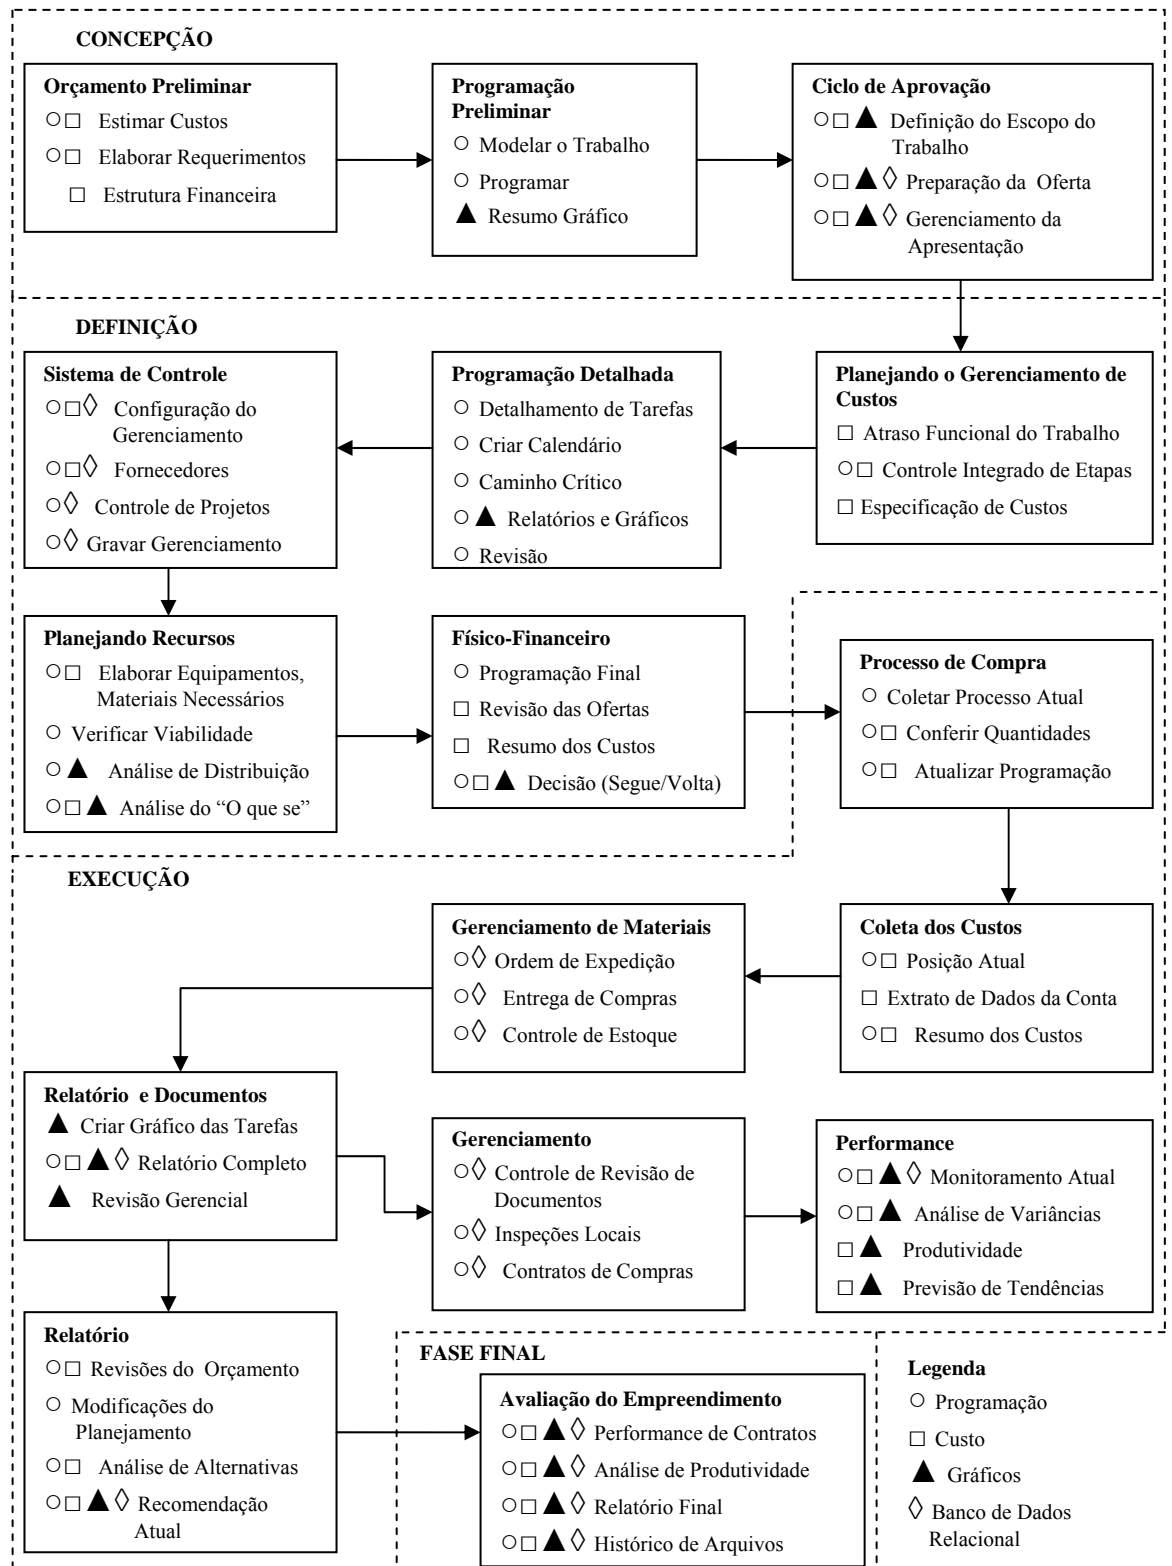 CONCEPÇÃO
Orçamento Preliminar
○□ Estimar Custos
○□ Elaborar Requerimentos
□ Estrutura Financeira
Programação
Preliminar
○ Modelar o Trabalho
○ Programar
▲ Resumo Gráfico
Ciclo de Aprovação
○□▲ Definição do Escopo do
Trabalho
○□▲◊ Preparação da Oferta
○□▲◊ Gerenciamento da
Apresentação
DEFINIÇÃO
Sistema de Controle
○□◊ Configuração do
Gerenciamento
○□◊ Fornecedores
○◊ Controle de Projetos
○◊ Gravar Gerenciamento
Programação Detalhada
○ Detalhamento de Tarefas
○ Criar Calendário
○ Caminho Crítico
○▲ Relatórios e Gráficos
○ Revisão
Planejando o Gerenciamento de
Custos
□ Atraso Funcional do Trabalho
○□ Controle Integrado de Etapas
□ Especificação de Custos
Planejando Recursos
○□ Elaborar Equipamentos,
Materiais Necessários
○ Verificar Viabilidade
○▲ Análise de Distribuição
○□▲ Análise do “O que se”
Físico-Financeiro
○ Programação Final
□ Revisão das Ofertas
□ Resumo dos Custos
○□▲ Decisão (Segue/Volta)
Processo de Compra
○ Coletar Processo Atual
○□ Conferir Quantidades
○□ Atualizar Programação
EXECUÇÃO
Gerenciamento de Materiais
○◊ Ordem de Expedição
○◊ Entrega de Compras
○◊ Controle de Estoque
Coleta dos Custos
○□ Posição Atual
□ Extrato de Dados da Conta
○□ Resumo dos Custos
Relatório e Documentos
▲ Criar Gráfico das Tarefas
○□▲◊ Relatório Completo
▲ Revisão Gerencial
Gerenciamento
○◊ Controle de Revisão de
Documentos
○◊ Inspeções Locais
○◊ Contratos de Compras
Performance
○□▲◊ Monitoramento Atual
○□▲ Análise de Variâncias
□▲ Produtividade
□▲ Previsão de Tendências
Relatório
○□ Revisões do Orçamento
○ Modificações do
Planejamento
○□ Análise de Alternativas
○□▲◊ Recomendação
Atual
FASE FINAL
Avaliação do Empreendimento
○□▲◊ Performance de Contratos
○□▲◊ Análise de Produtividade
○□▲◊ Relatório Final
○□▲◊ Histórico de Arquivos
Legenda
○ Programação
□ Custo
▲ Gráficos
◊ Banco de Dados
Relacional